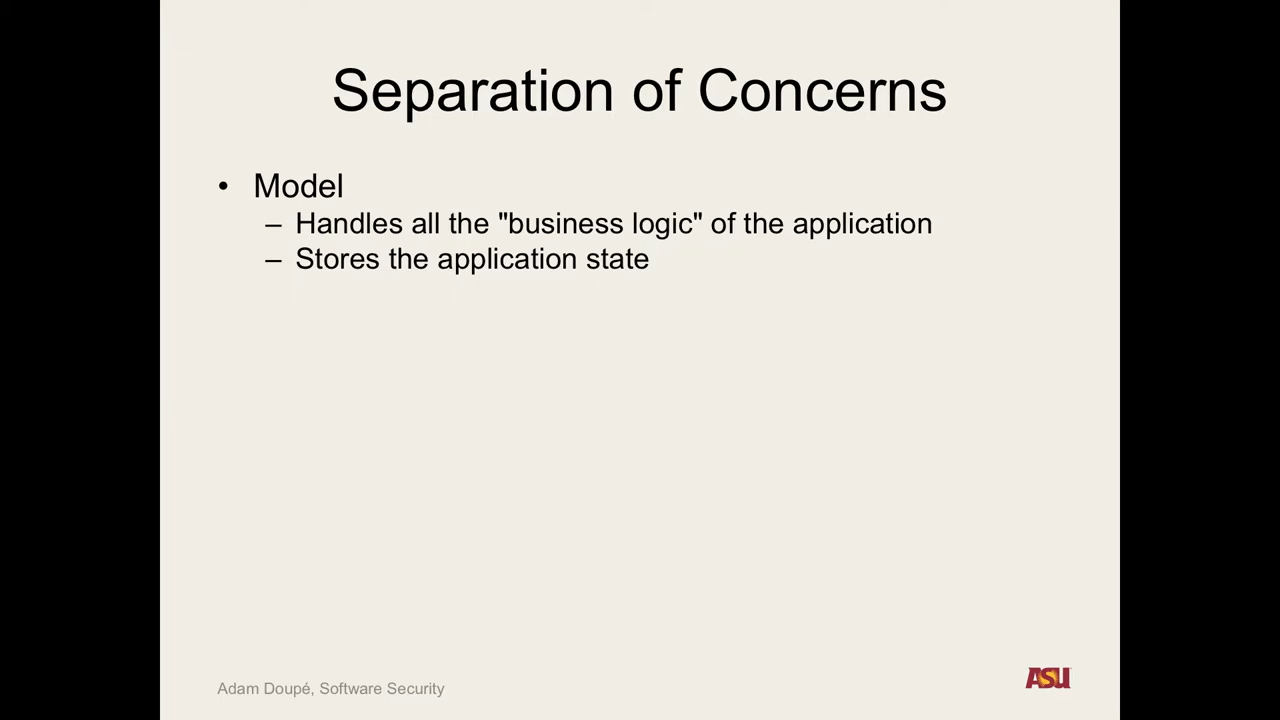 Separation of Concerns
• Model
– Handles all the "business logic" of the application
– Stores the application state
Adam Doupé, Software Security
ASU